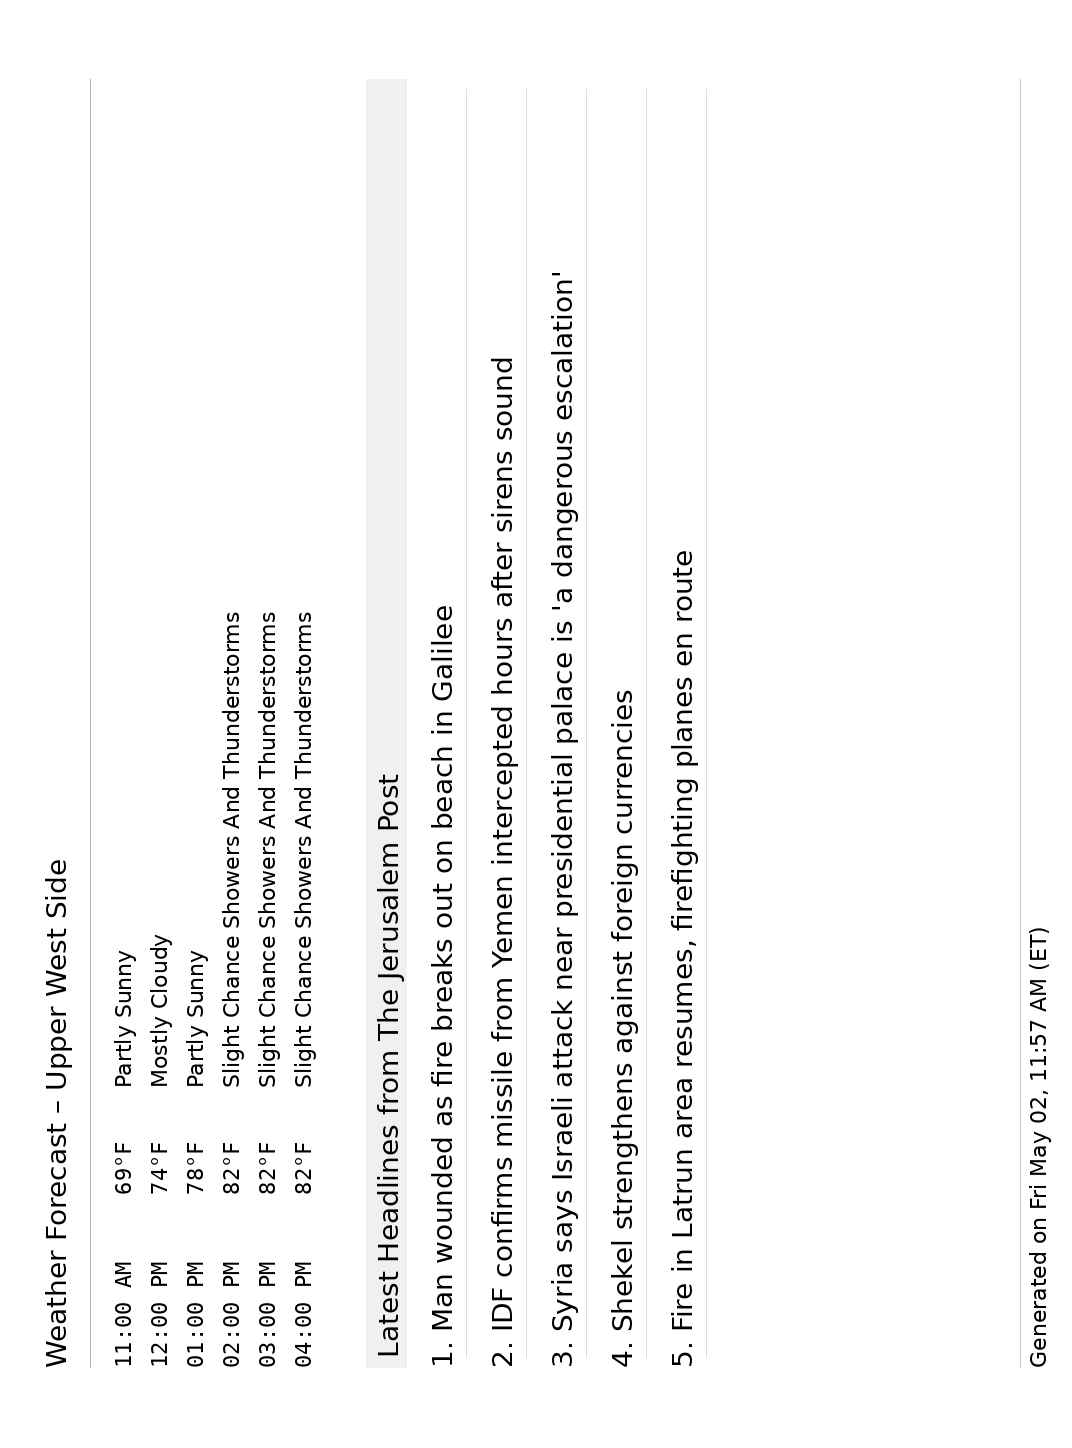 Weather Forecast – Upper West Side
11:00 AM 69°F Partly Sunny
12:00 PM 74°F Mostly Cloudy
01:00 PM 78°F Partly Sunny
02:00 PM 82°F Slight Chance Showers And Thunderstorms
03:00 PM 82°F Slight Chance Showers And Thunderstorms
04:00 PM 82°F Slight Chance Showers And Thunderstorms
Latest Headlines from The Jerusalem Post
1. Man wounded as fire breaks out on beach in Galilee
2. IDF confirms missile from Yemen intercepted hours after sirens sound
3. Syria says Israeli attack near presidential palace is 'a dangerous escalation'
4. Shekel strengthens against foreign currencies
5. Fire in Latrun area resumes, firefighting planes en route
Generated on Fri May 02, 11:57 AM (ET)